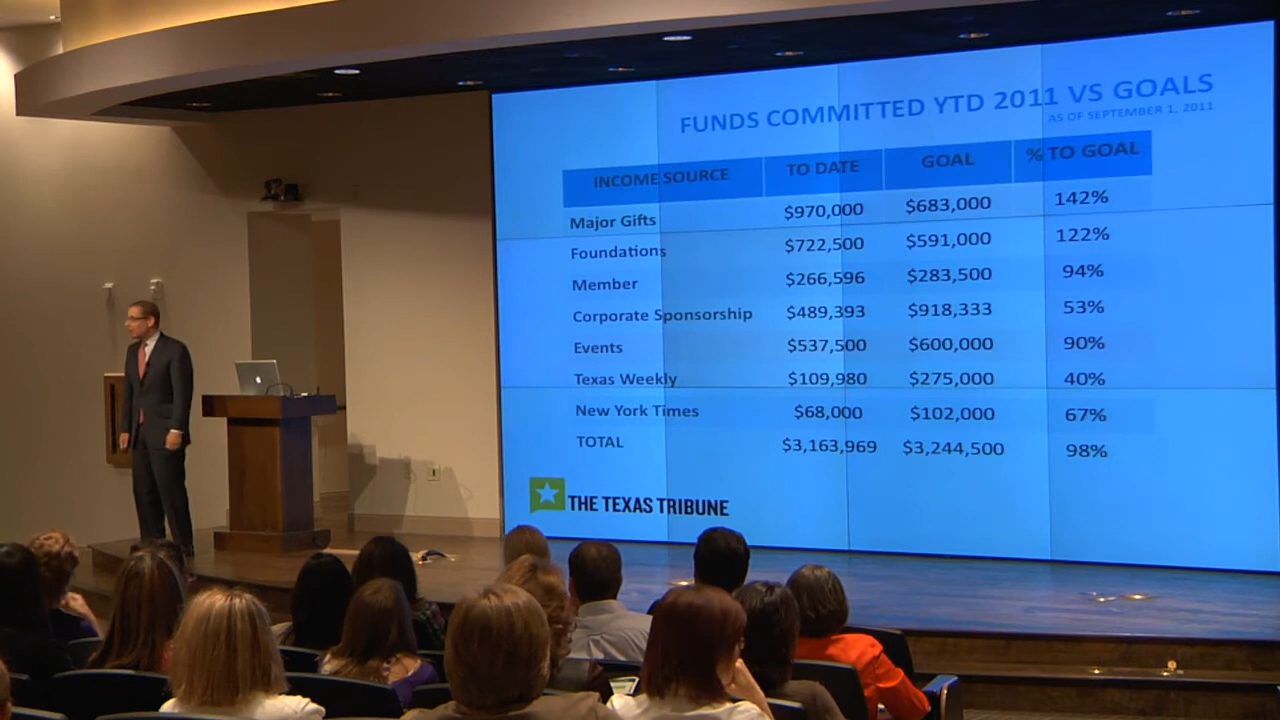 FUNDS COMMITTED YTD 2011 VS GOALS
AS OF SEPTEMBER 1, 2011
INCOME SOURCE TO DATE GOAL % TO GOAL
Major Gifts $970,000 $683,000 142%
Foundations $722,500 $591,000 122%
Member $266,596 $283,500 94%
Corporate Sponsorship $489,393 $918,333 53%
Events $537,500 $600,000 90%
Texas Weekly $109,980 $275,000 40%
New York Times $68,000 $102,000 67%
TOTAL $3,163,969 $3,244,500 98%
THE TEXAS TRIBUNE